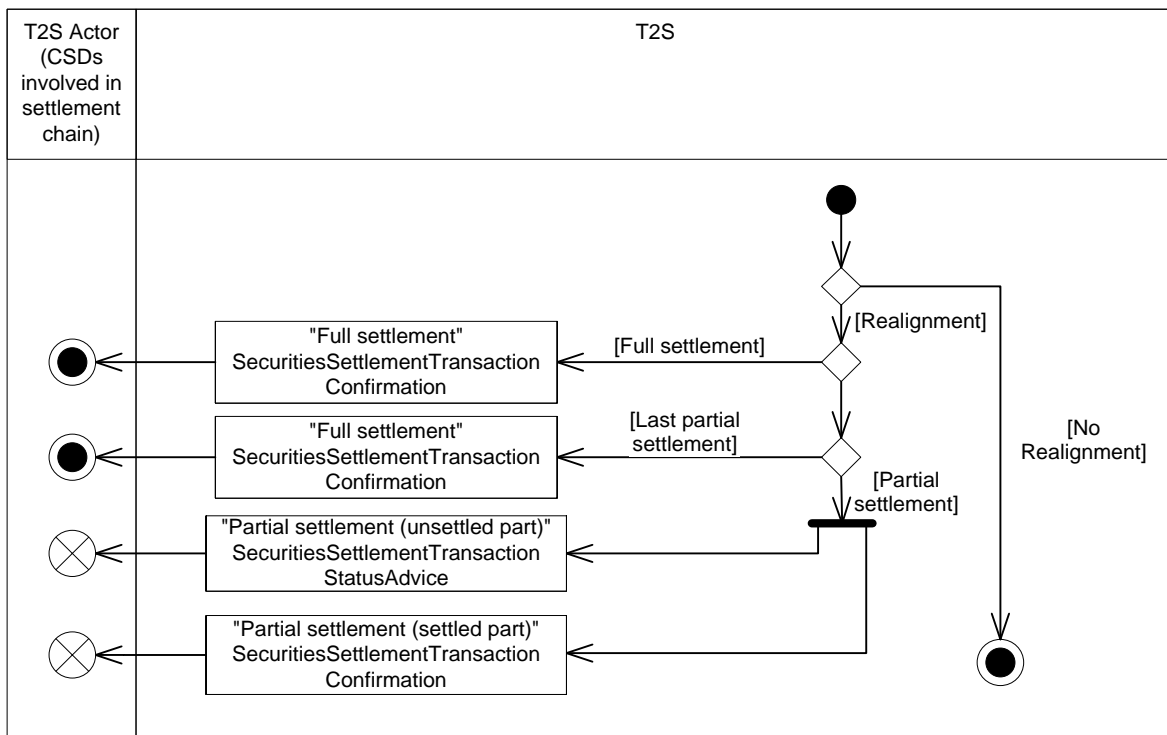 T2S Actor
(CSDs
involved in
settlement
chain)
T2S
[Realignment]
"Full settlement"
SecuritiesSettlementTransaction
Confirmation
[Full settlement]
"Full settlement"
SecuritiesSettlementTransaction
Confirmation
[Last partial
settlement]
[No
Realignment]
[Partial
settlement]
"Partial settlement (unsettled part)"
SecuritiesSettlementTransaction
StatusAdvice
"Partial settlement (settled part)"
SecuritiesSettlementTransaction
Confirmation